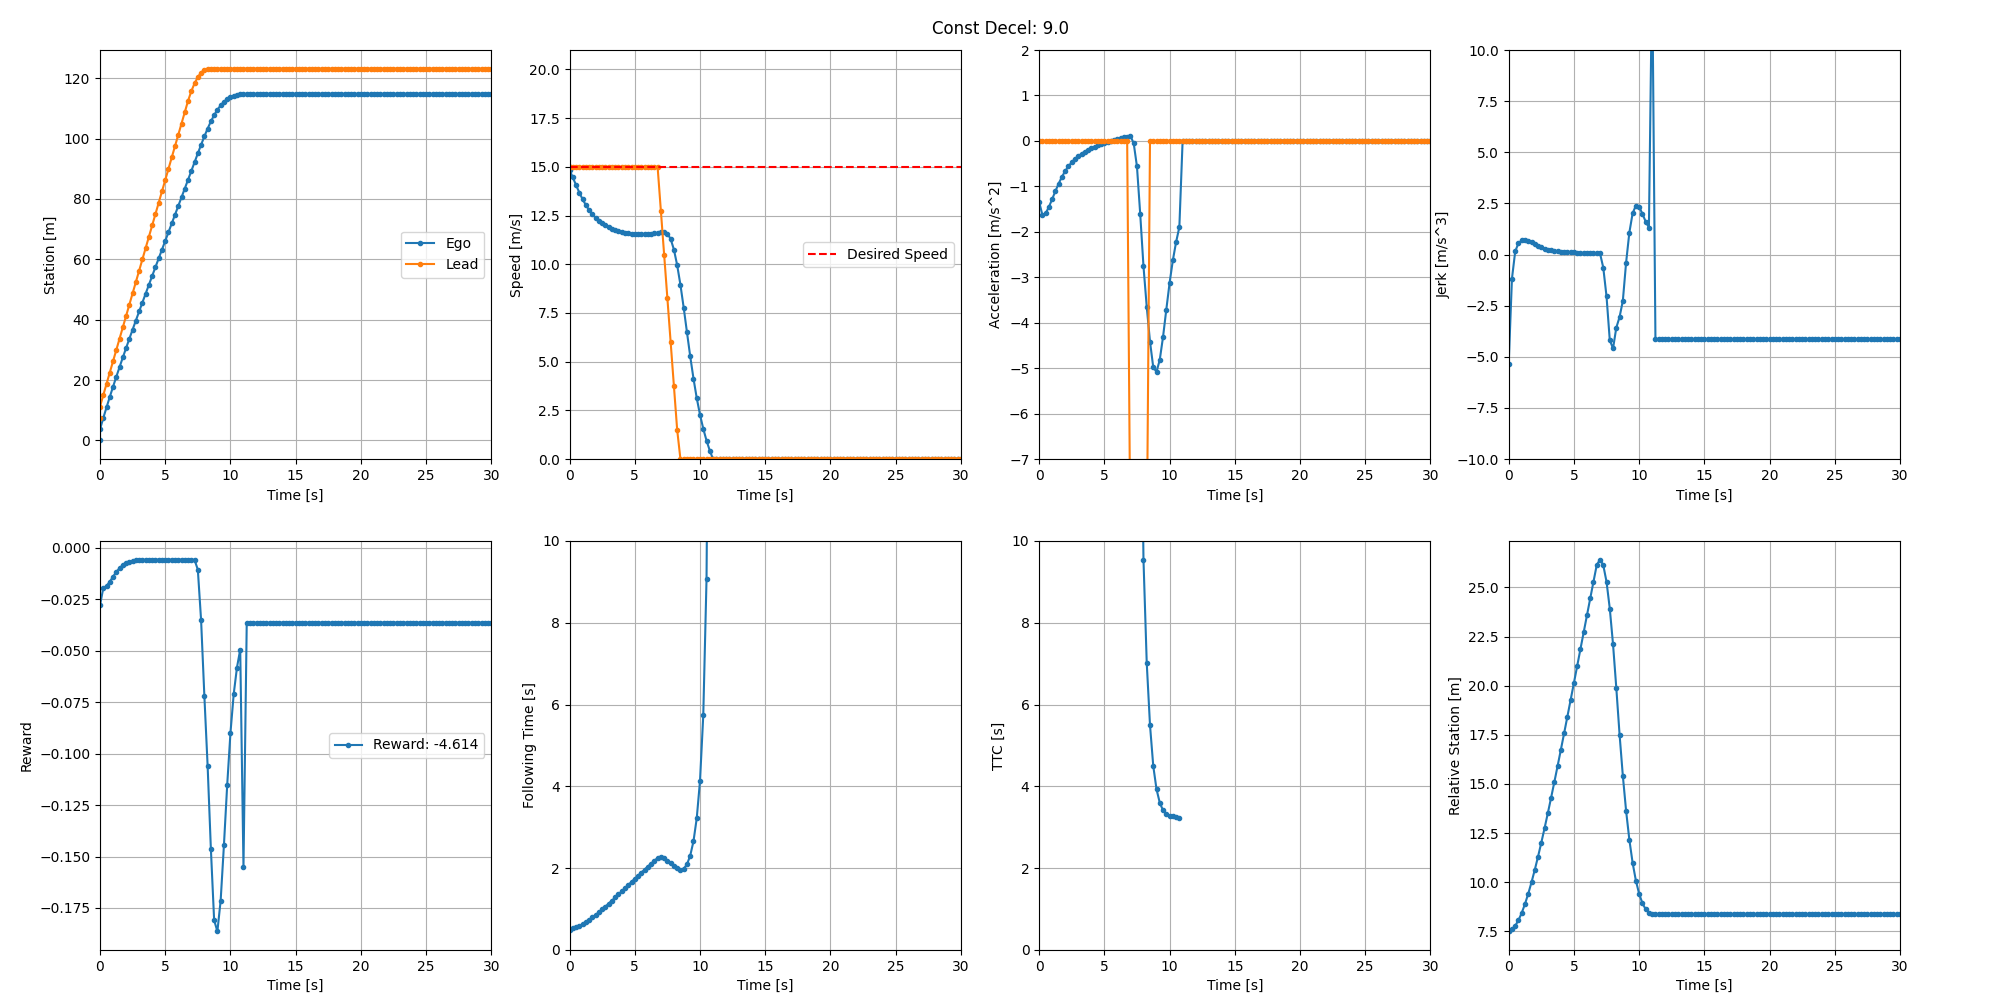 Const Decel: 9.0
120
100
80
60
40
20
0
Station [m]
Ego
Lead
0 5 10 15 20 25 30
Time [s]
20.0
17.5
15.0
12.5
10.0
7.5
5.0
2.5
0.0
Speed [m/s]
Desired Speed
0 5 10 15 20 25 30
Time [s]
2
1
0
−1
−2
−3
−4
−5
−6
−7
Acceleration [m/s^2]
0 5 10 15 20 25 30
Time [s]
10.0
7.5
5.0
2.5
0.0
−2.5
−5.0
−7.5
−10.0
Jerk [m/s^3]
0 5 10 15 20 25 30
Time [s]
0.000
−0.025
−0.050
−0.075
−0.100
−0.125
−0.150
−0.175
Reward
Reward: -4.614
0 5 10 15 20 25 30
Time [s]
10
8
6
4
2
0
Following Time [s]
0 5 10 15 20 25 30
Time [s]
10
8
6
4
2
0
TTC [s]
0 5 10 15 20 25 30
Time [s]
25.0
22.5
20.0
17.5
15.0
12.5
10.0
7.5
Relative Station [m]
0 5 10 15 20 25 30
Time [s]